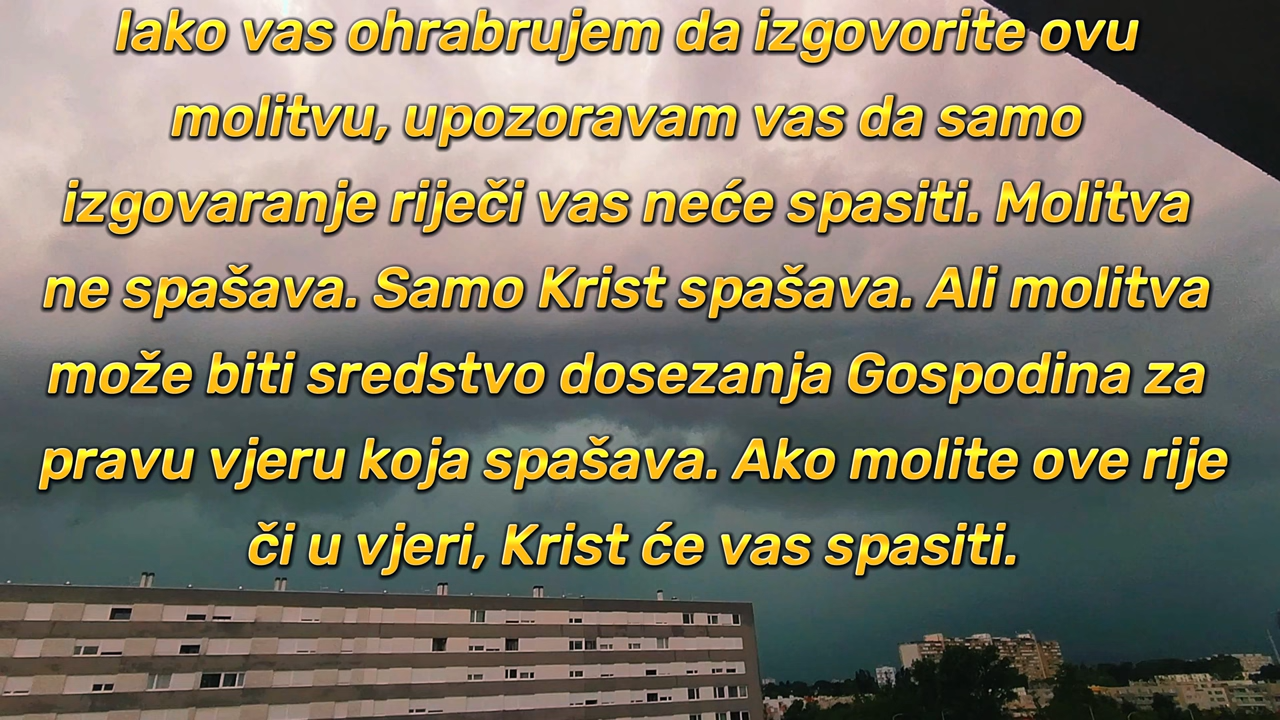 Iako vas ohrabrujem da izgovorite ovu
molitvu, upozoravam vas da samo
izgovaranje riječi vas neće spasiti. Molitva
ne spašava. Samo Krist spašava. Ali molitva
može biti sredstvo dosezanja Gospodina za
pravu vjeru koja spašava. Ako molite ove rije
či u vjeri, Krist će vas spasiti.